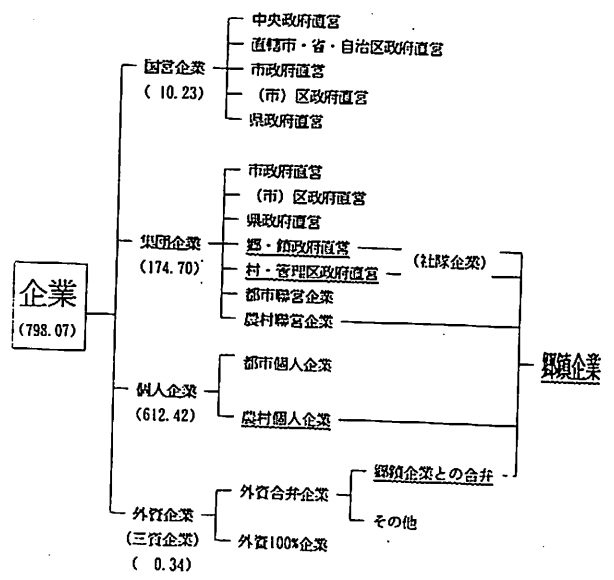 企業
(798.07)
国営企業
( 10.23)
中央政府直営
直轄市・省・自治区政府直営
市政府直営
(市)区政府直営
県政府直営
集団企業
(174.70)
市政府直営
(市)区政府直営
県政府直営
郷・鎮政府直営
村・管理区政府直営
(社隊企業)
都市聯営企業
農村聯営企業
個人企業
(612.42)
都市個人企業
農村個人企業
郷鎮企業
外資企業
(三資企業)
( 0.34)
外資合弁企業
郷鎮企業との合弁
その他
外資100%企業